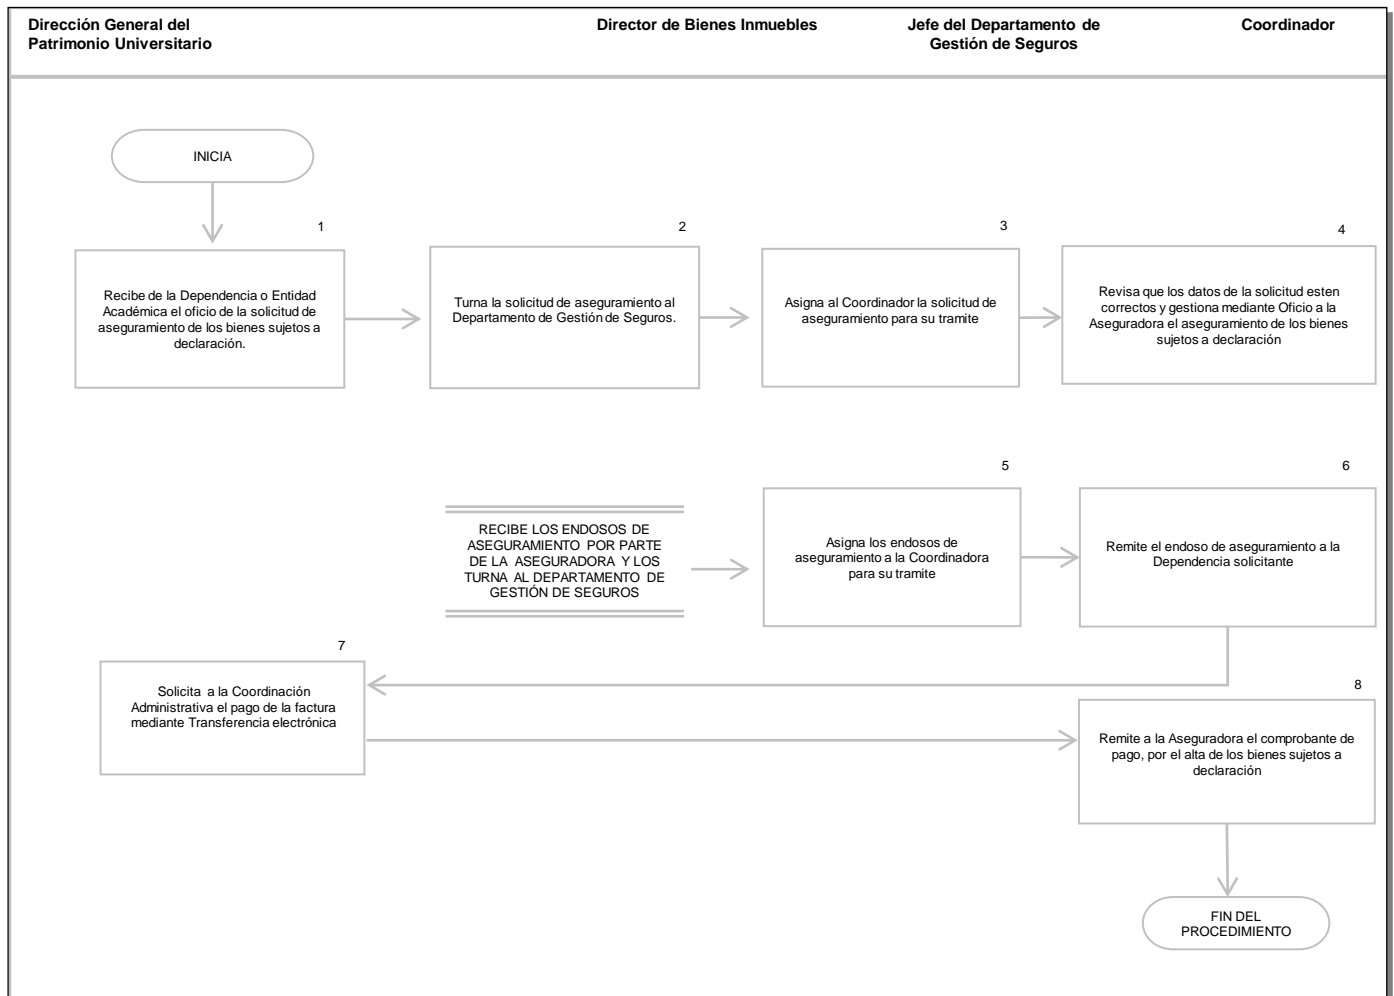 Dirección General del
Patrimonio Universitario
Director de Bienes Inmuebles
Jefe del Departamento de
Gestión de Seguros
Coordinador
INICIA
1
Recibe de la Dependencia o Entidad
Académica el oficio de la solicitud de
aseguramiento de los bienes sujetos a
declaración.
2
Turna la solicitud de aseguramiento al
Departamento de Gestión de Seguros.
3
Asigna al Coordinador la solicitud de
aseguramiento para su tramite
4
Revisa que los datos de la solicitud esten
correctos y gestiona mediante Oficio a la
Aseguradora el aseguramiento de los bienes
sujetos a declaración
RECIBE LOS ENDOSOS DE
ASEGURAMIENTO POR PARTE
DE LA ASEGURADORA Y LOS
TURNA AL DEPARTAMENTO DE
GESTIÓN DE SEGUROS
5
Asigna los endosos de
aseguramiento a la Coordinadora
para su tramite
6
Remite el endoso de aseguramiento a la
Dependencia solicitante
7
Solicita a la Coordinación
Administrativa el pago de la factura
mediante Transferencia electrónica
8
Remite a la Aseguradora el comprobante de
pago, por el alta de los bienes sujetos a
declaración
FIN DEL
PROCEDIMIENTO